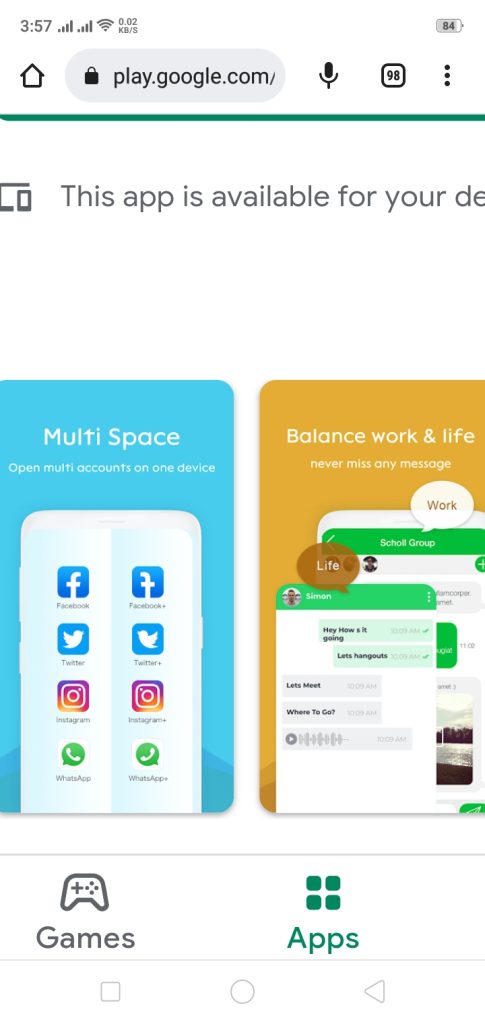 3:57
0.02
KB/S
84
play.google.com/
98
This app is available for your de
Multi Space
Open multi accounts on one device
Facebook
Facebook+
Twitter
Twitter+
Instagram
Instagram+
WhatsApp
WhatsApp+
Balance work & life
never miss any message
Work
Scholl Group
Life
Simon
Hey How s it
going
10:09 AM
Lets hangouts
10:09 AM
Lets Meet
10:09 AM
Where To Go?
10:09 AM
10:09 AM
llamcorper.
amet.
ugiat
11:02
amet :)
Games
Apps